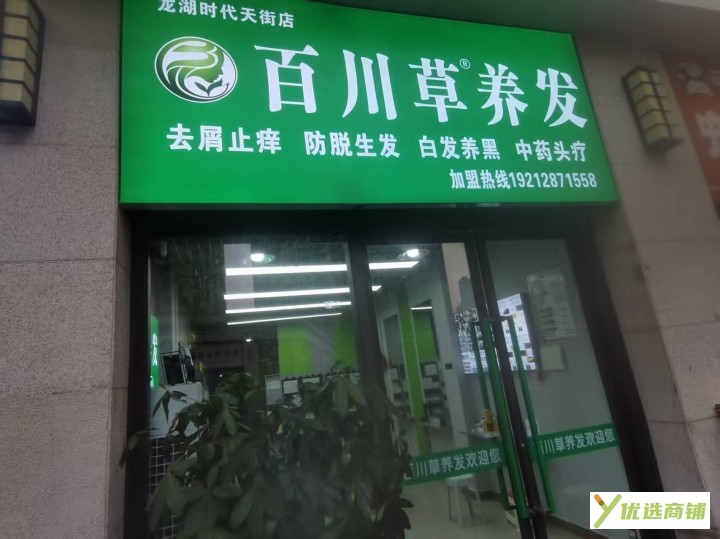 龙湖时代天街店
百川草®养发
去屑止痒 防脱生发 白发养黑 中药头疗
加盟热线19212871558
百川草养发欢迎您
百川草养发欢迎您
优选商铺